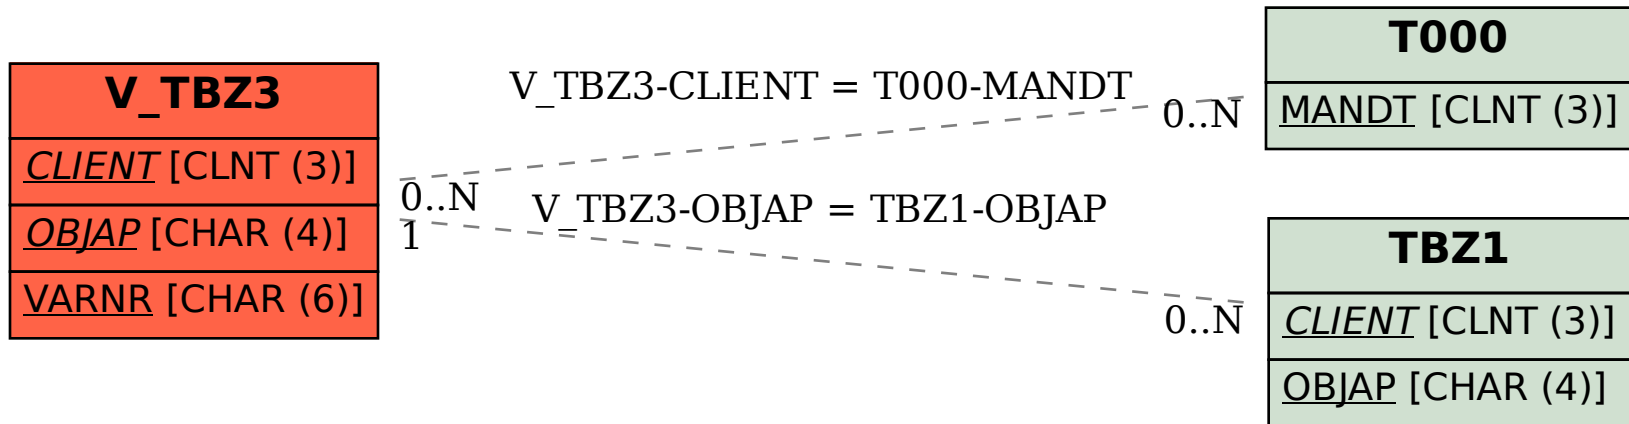 V_TBZ3
CLIENT [CLNT (3)]
OBJAP [CHAR (4)]
VARNR [CHAR (6)]
V_TBZ3-CLIENT = T000-MANDT
0..N
0..N
V_TBZ3-OBJAP = TBZ1-OBJAP
1
0..N
T000
MANDT [CLNT (3)]
TBZ1
CLIENT [CLNT (3)]
OBJAP [CHAR (4)]